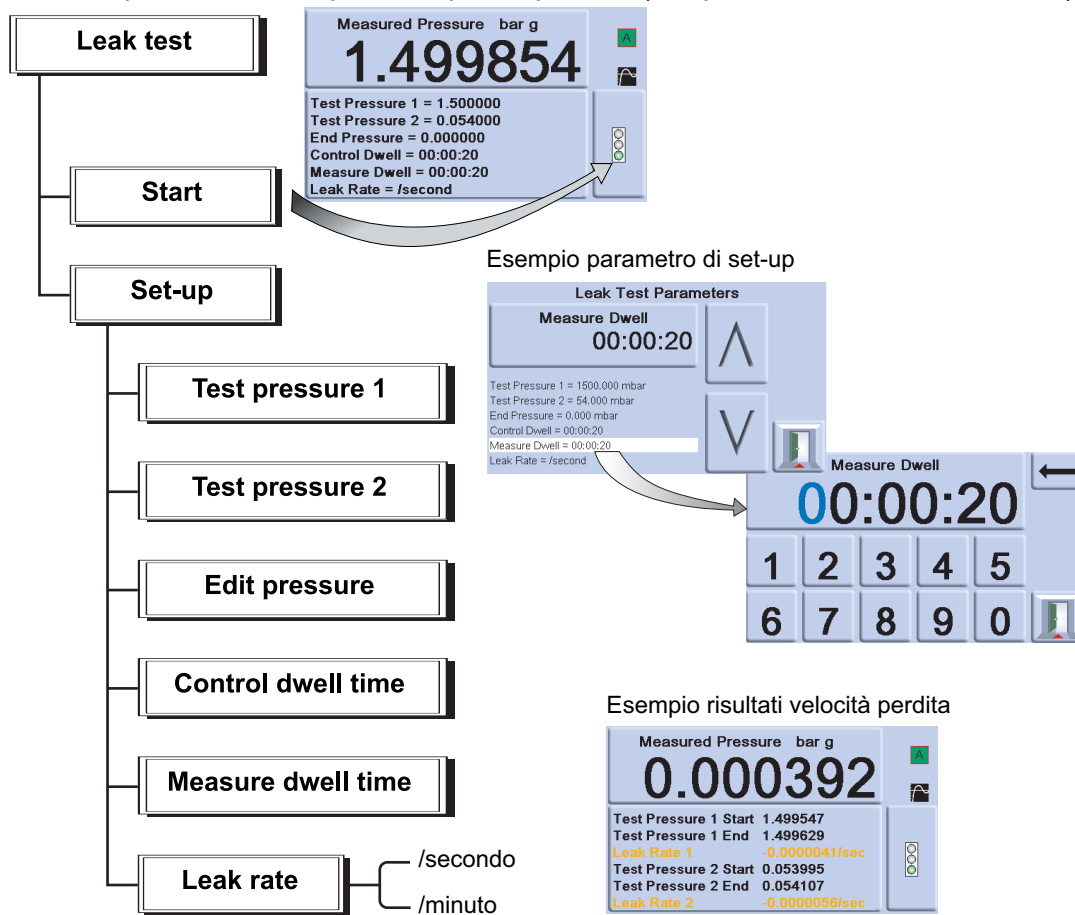 Leak test
Start
Set-up
Test pressure 1
Test pressure 2
Edit pressure
Control dwell time
Measure dwell time
Leak rate
/secondo
/minuto
Measured Pressure bar g
1.499854
A
Test Pressure 1 = 1.500000
Test Pressure 2 = 0.054000
End Pressure = 0.000000
Control Dwell = 00:00:20
Measure Dwell = 00:00:20
Leak Rate = /second
Esempio parametro di set-up
Leak Test Parameters
Measure Dwell
00:00:20
Test Pressure 1 = 1500.000 mbar
Test Pressure 2 = 54.000 mbar
End Pressure = 0.000 mbar
Control Dwell = 00:00:20
Measure Dwell = 00:00:20
Leak Rate = /second
Measure Dwell
00:00:20
1 2 3 4 5
6 7 8 9 0
Esempio risultati velocità perdita
Measured Pressure bar g
0.000392
A
Test Pressure 1 Start 1.499547
Test Pressure 1 End 1.499629
Leak Rate 1 -0.0000041/sec
Test Pressure 2 Start 0.053995
Test Pressure 2 End 0.054107
Leak Rate 2 -0.0000056/sec